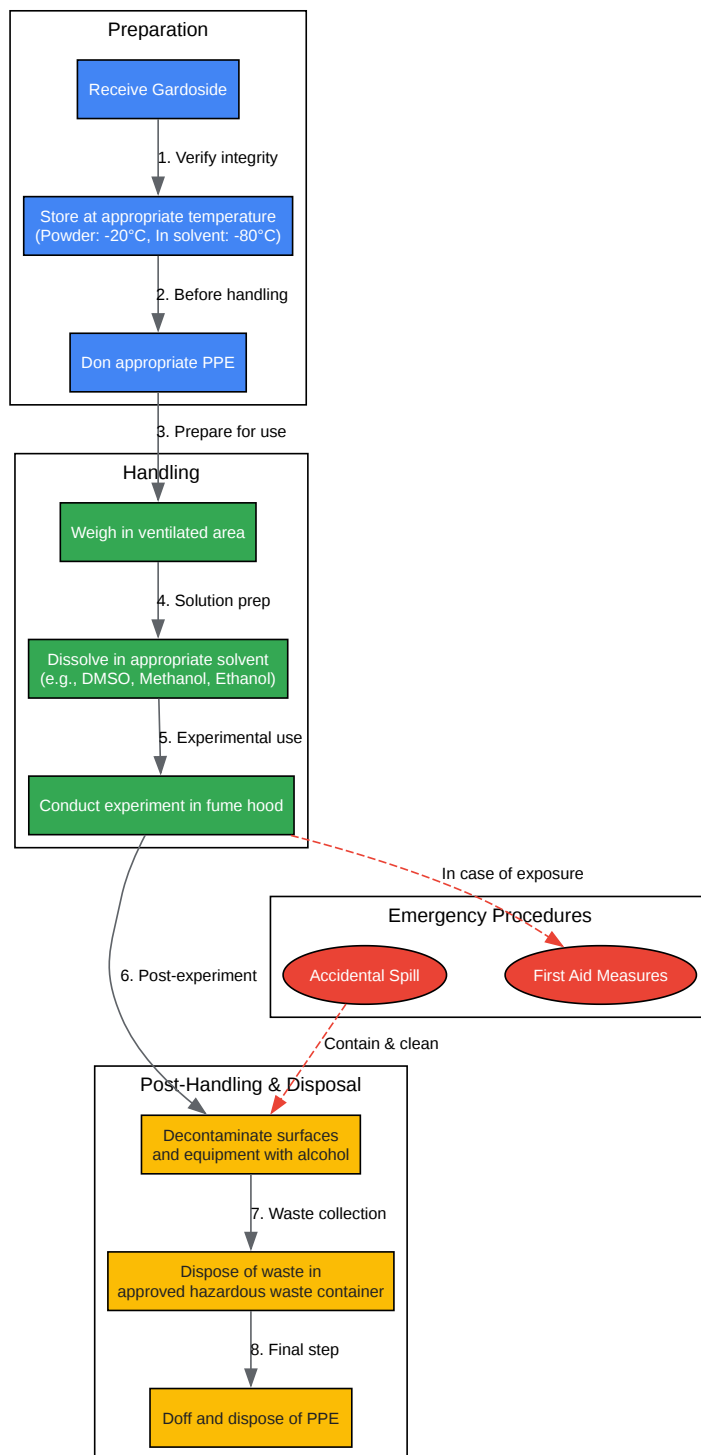 Preparation
Receive Gardoside
1. Verify integrity
Store at appropriate temperature
(Powder: -20°C, In solvent: -80°C)
2. Before handling
Don appropriate PPE
3. Prepare for use
Handling
Weigh in ventilated area
4. Solution prep
Dissolve in appropriate solvent
(e.g., DMSO, Methanol, Ethanol)
5. Experimental use
Conduct experiment in fume hood
In case of exposure
Emergency Procedures
6. Post-experiment
Accidental Spill
First Aid Measures
Contain & clean
Post-Handling & Disposal
Decontaminate surfaces
and equipment with alcohol
7. Waste collection
Dispose of waste in
approved hazardous waste container
8. Final step
Doff and dispose of PPE